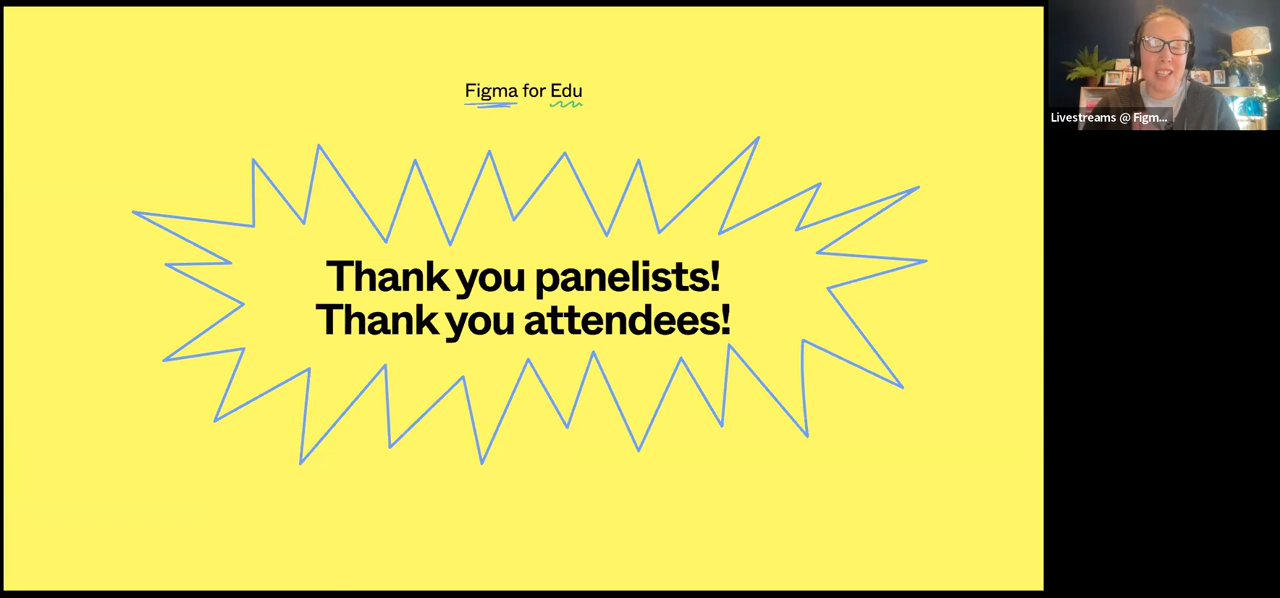 Figma for Edu
Thank you panelists!
Thank you attendees!
Livestreams @ Figm...